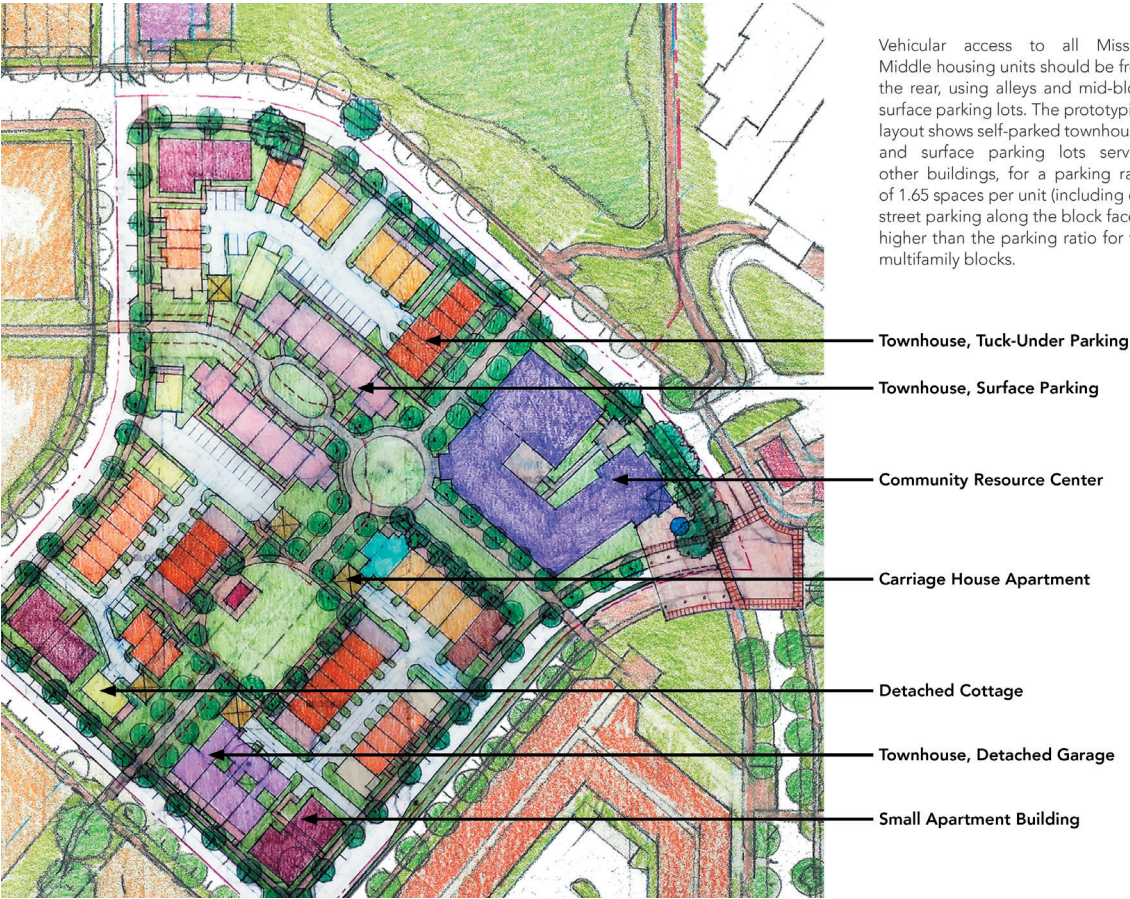 Vehicular access to all Miss
Middle housing units should be fr
the rear, using alleys and mid-blo
surface parking lots. The prototypi
layout shows self-parked townhous
and surface parking lots serv
other buildings, for a parking ra
of 1.65 spaces per unit (including
street parking along the block face
higher than the parking ratio for
multifamily blocks.
Townhouse, Tuck-Under Parking
Townhouse, Surface Parking
Community Resource Center
Carriage House Apartment
Detached Cottage
Townhouse, Detached Garage
Small Apartment Building